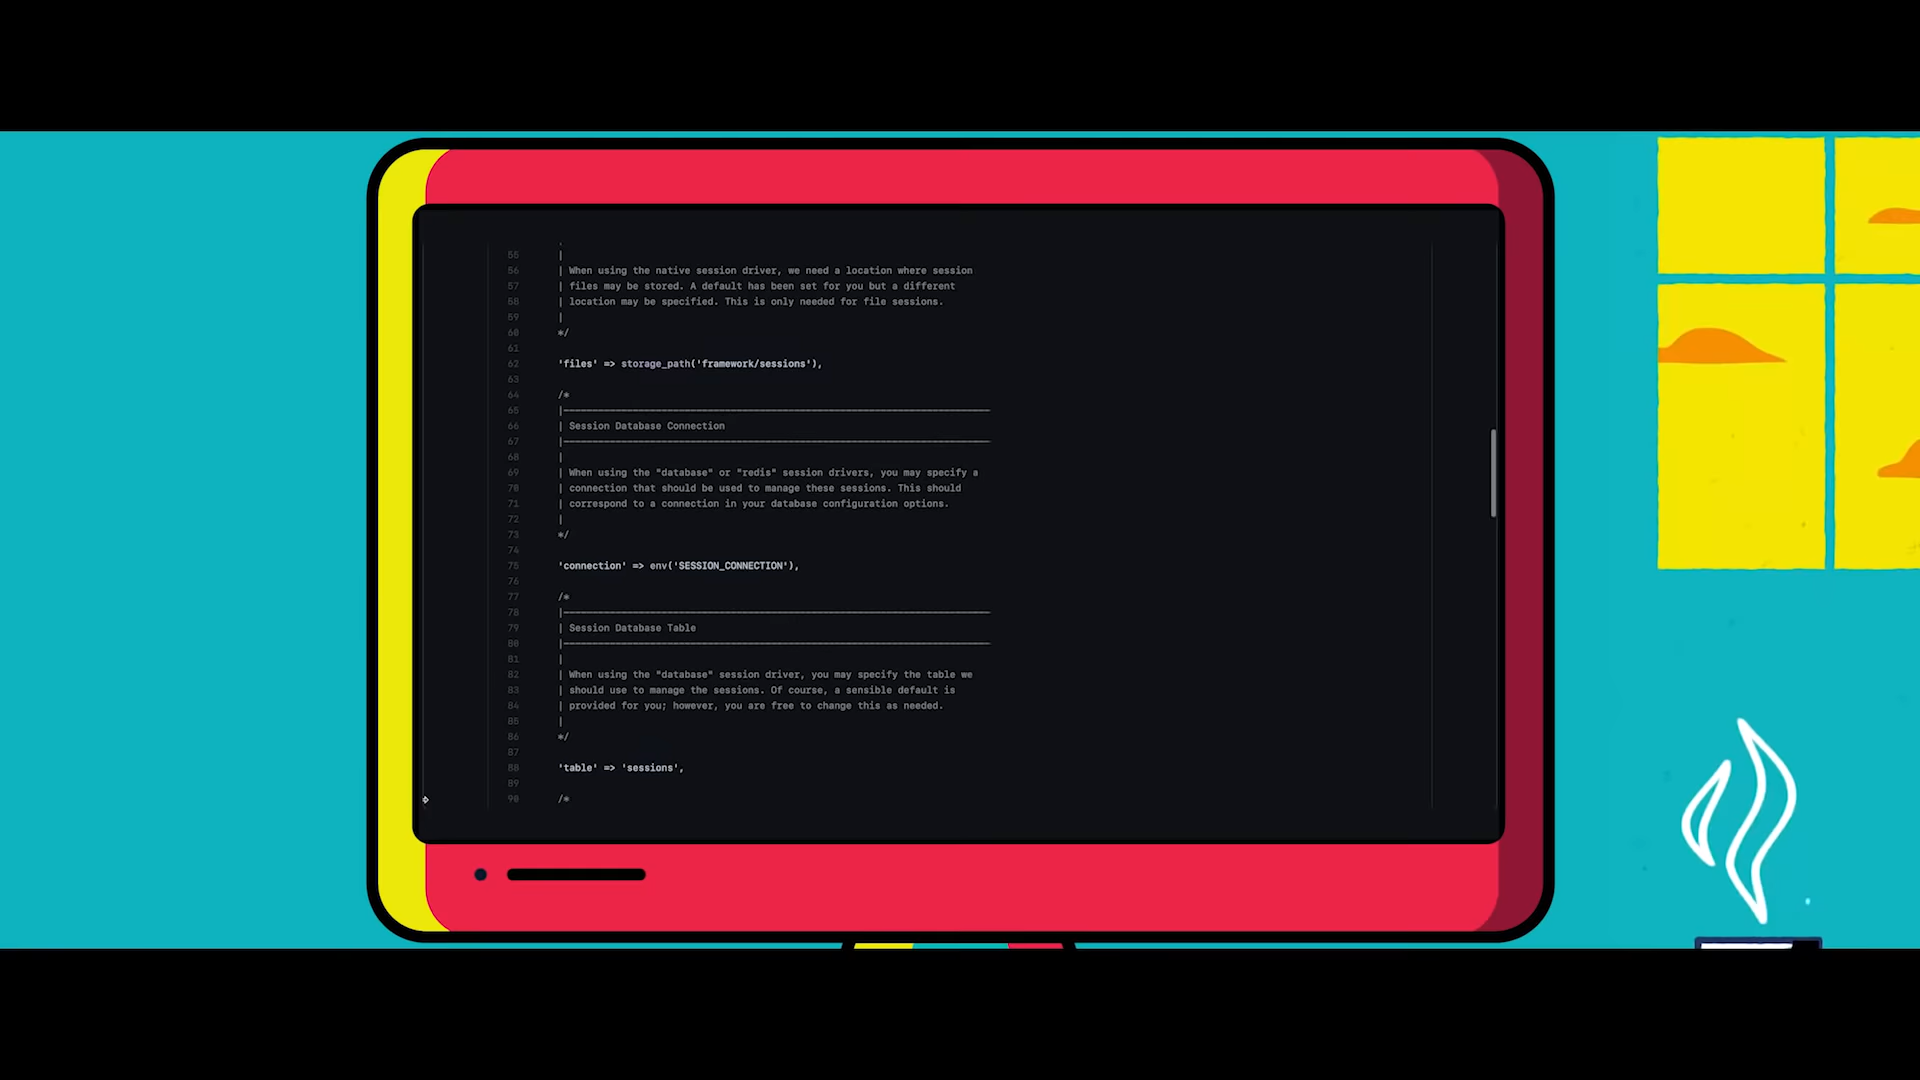 55 |
56 | When using the native session driver, we need a location where session
57 | files may be stored. A default has been set for you but a different
58 | location may be specified. This is only needed for file sessions.
59 |
60 */
61
62 'files' => storage_path('framework/sessions'),
63
64 /*
65 |--------------------------------------------------------------------------
66 | Session Database Connection
67 |--------------------------------------------------------------------------
68 |
69 | When using the "database" or "redis" session drivers, you may specify a
70 | connection that should be used to manage these sessions. This should
71 | correspond to a connection in your database configuration options.
72 |
73 */
74
75 'connection' => env('SESSION_CONNECTION'),
76
77 /*
78 |--------------------------------------------------------------------------
79 | Session Database Table
80 |--------------------------------------------------------------------------
81 |
82 | When using the "database" session driver, you may specify the table we
83 | should use to manage the sessions. Of course, a sensible default is
84 | provided for you; however, you are free to change this as needed.
85 |
86 */
87
88 'table' => 'sessions',
89
90 /*